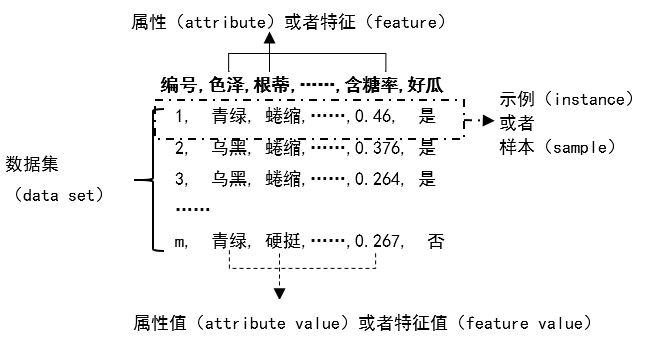 属性（attribute）或者特征（feature）
编号,色泽,根蒂,……,含糖率,好瓜
1, 青绿, 蜷缩,……,0.46, 是
2, 乌黑, 蜷缩,……,0.376, 是
3, 乌黑, 蜷缩,……,0.264, 是
……
m, 青绿, 硬挺,……,0.267, 否
示例（instance）
或者
样本（sample）
数据集
（data set）
属性值（attribute value）或者特征值（feature value）